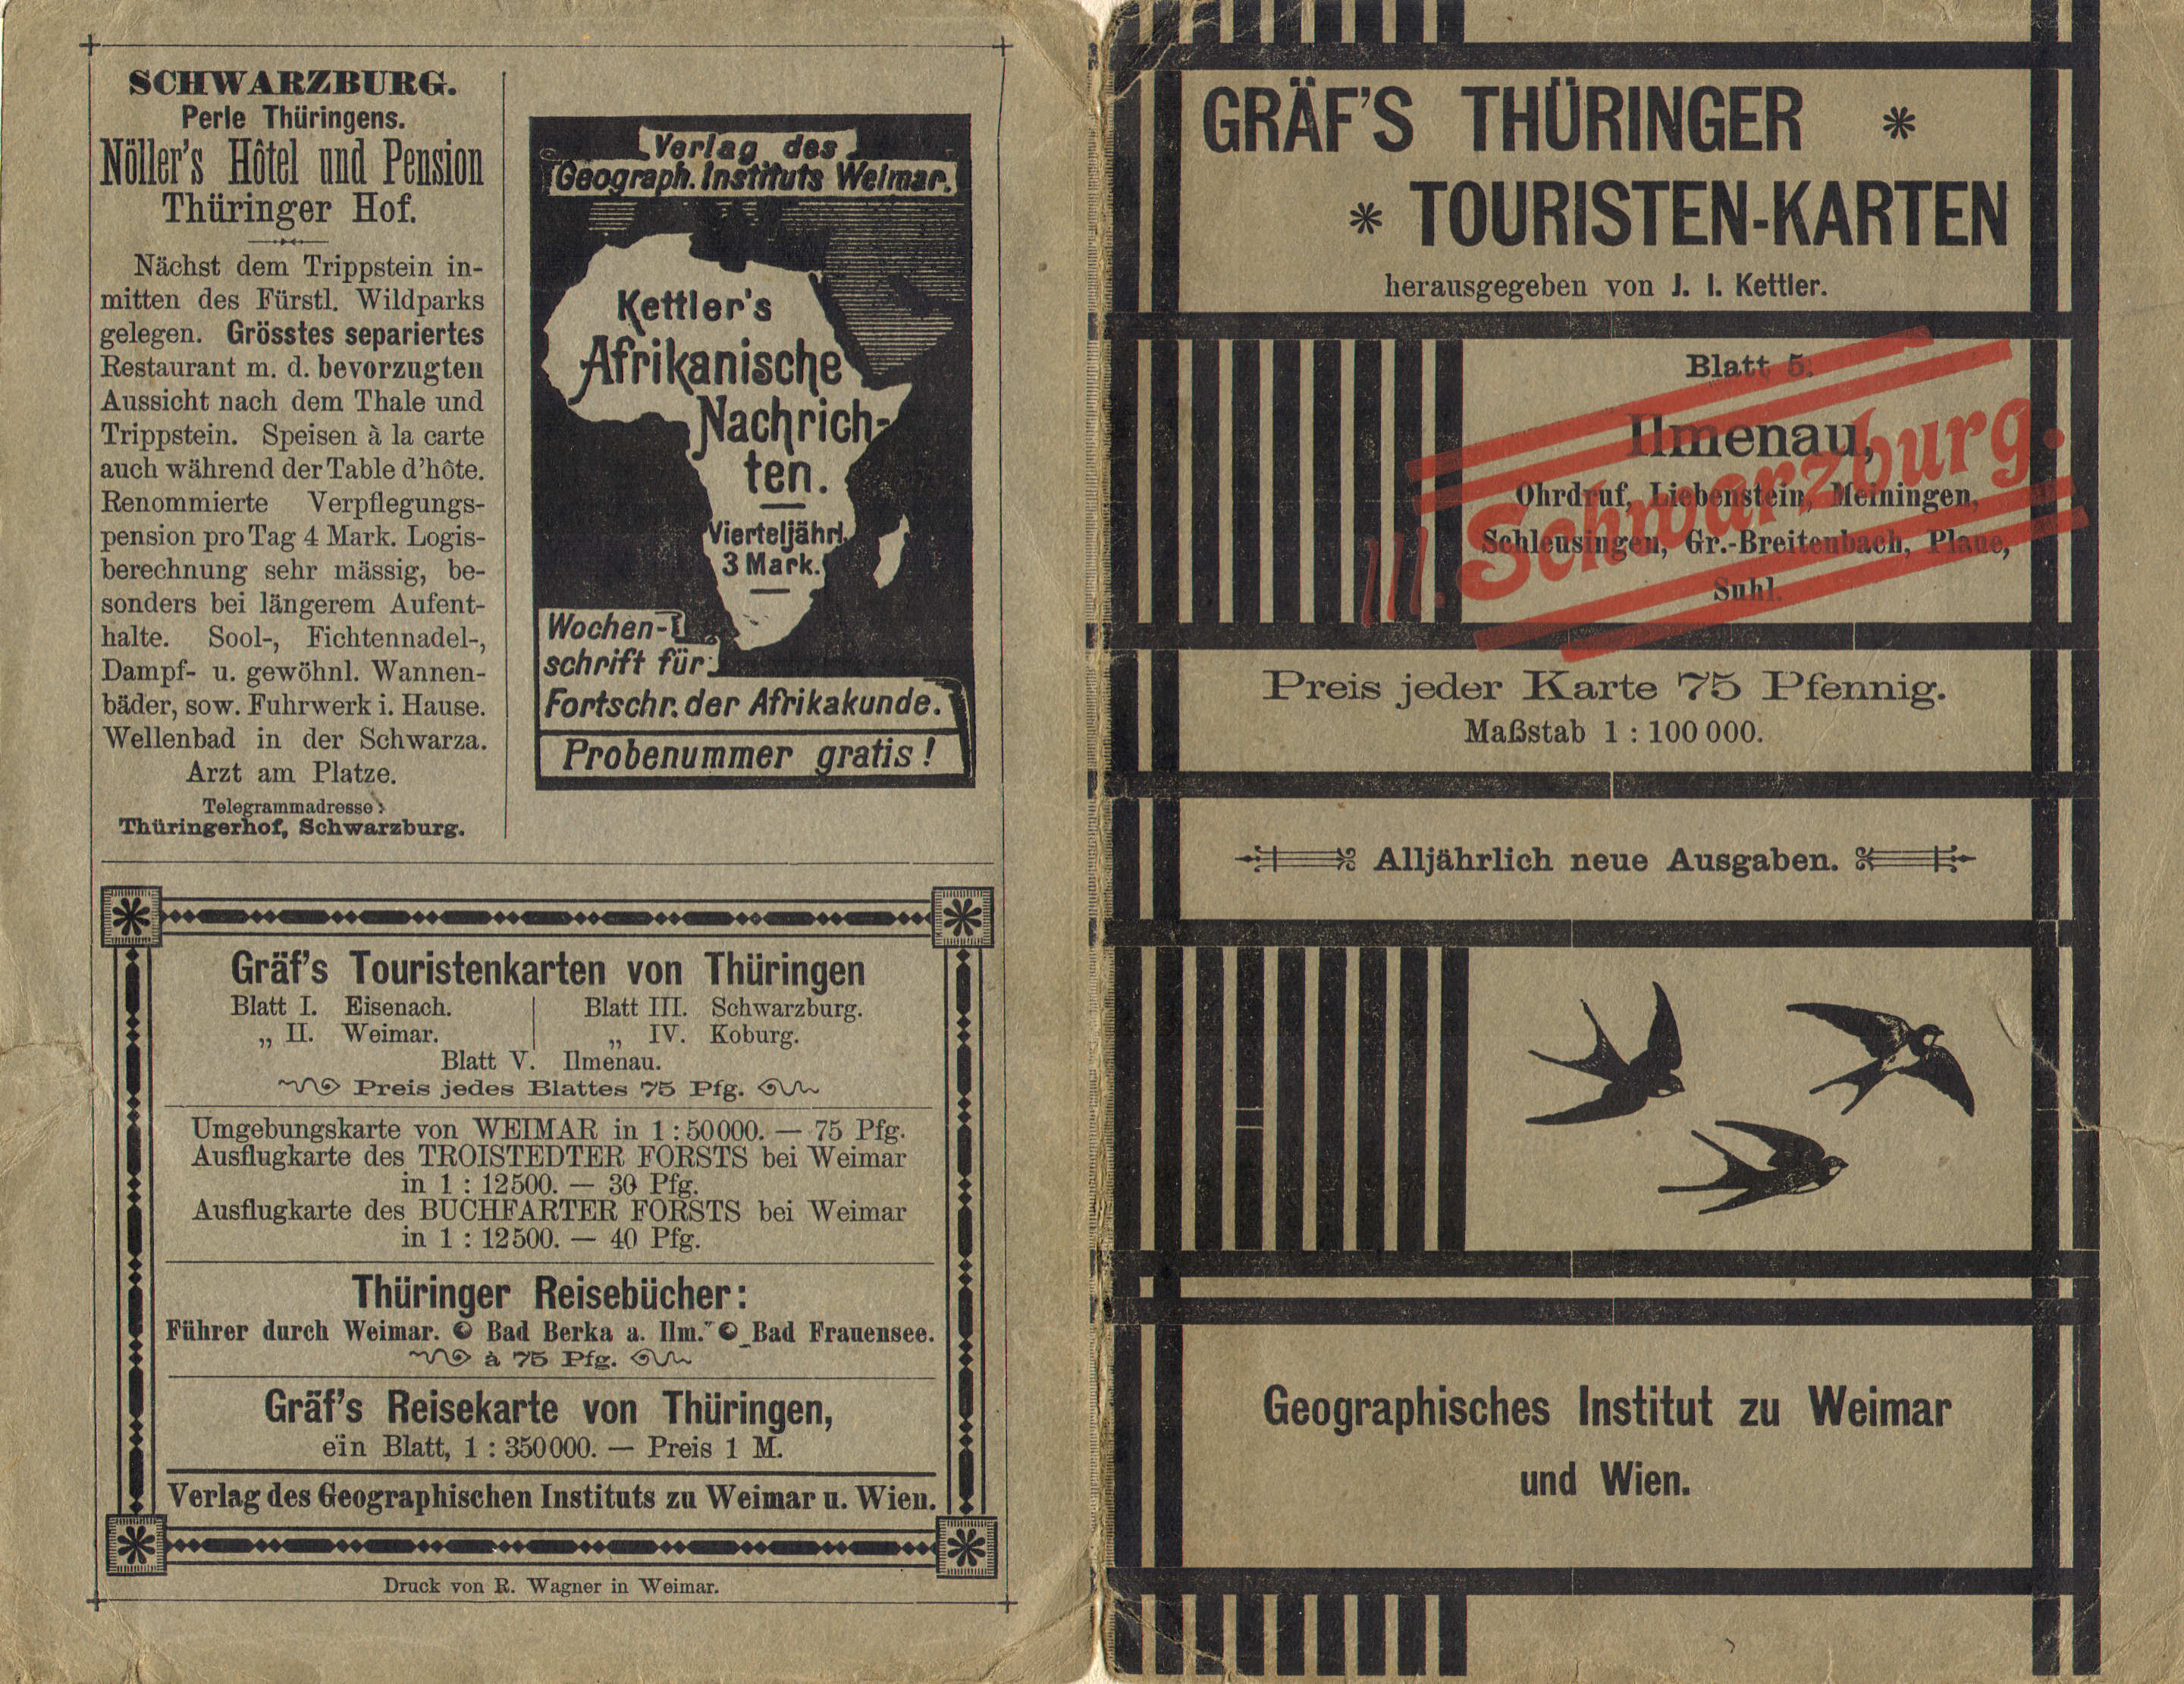 SCHWARZBURG.
Perle Thüringens.
Nöller's Hôtel und Pension
Thüringer Hof.
Nächst dem Trippstein in-
mitten des Fürstl. Wildparks
gelegen. Grösstes separiertes
Restaurant m. d. bevorzugten
Aussicht nach dem Thale und
Trippstein. Speisen à la carte
auch während der Table d'hôte.
Renommierte Verpflegungs-
pension pro Tag 4 Mark. Logis-
berechnung sehr mässig, be-
sonders bei längerem Aufent-
halte. Sool-, Fichtennadel-,
Dampf- u. gewöhnl. Wannen-
bäder, sow. Fuhrwerk i. Hause.
Wellenbad in der Schwarza.
Arzt am Platze.
Telegrammadresse:
Thüringerhof, Schwarzburg.
Verlag des
Geograph. Instituts Weimar.
Kettler's
Afrikanische
Nachrich-
ten.
Vierteljährl.
3 Mark.
Wochen-
schrift für
Fortschr. der Afrikakunde.
Probenummer gratis!
Gräf's Touristenkarten von Thüringen
Blatt I. Eisenach. Blatt III. Schwarzburg.
„ II. Weimar. „ IV. Koburg.
Blatt V. Ilmenau.
Preis jedes Blattes 75 Pfg.
Umgebungskarte von WEIMAR in 1:50000. — 75 Pfg.
Ausflugkarte des TROISTEDTER FORSTS bei Weimar
in 1 : 12500. — 30 Pfg.
Ausflugkarte des BUCHFARTER FORSTS bei Weimar
in 1 : 12500. — 40 Pfg.
Thüringer Reisebücher:
Führer durch Weimar. Bad Berka a. Ilm. Bad Frauensee.
à 75 Pfg.
Gräf's Reisekarte von Thüringen,
ein Blatt, 1 : 350000. — Preis 1 M.
Verlag des Geographischen Instituts zu Weimar u. Wien.
Druck von R. Wagner in Weimar.
GRÄF'S THÜRINGER *
* TOURISTEN-KARTEN
herausgegeben von J. I. Kettler.
Blatt 5.
Ilmenau,
Ohrdruf, Liebenstein, Meiningen,
Schleusingen, Gr.-Breitenbach, Plaue,
Suhl.
III. Schwarzburg.
Preis jeder Karte 75 Pfennig.
Maßstab 1 : 100 000.
Alljährlich neue Ausgaben.
Geographisches Institut zu Weimar
und Wien.